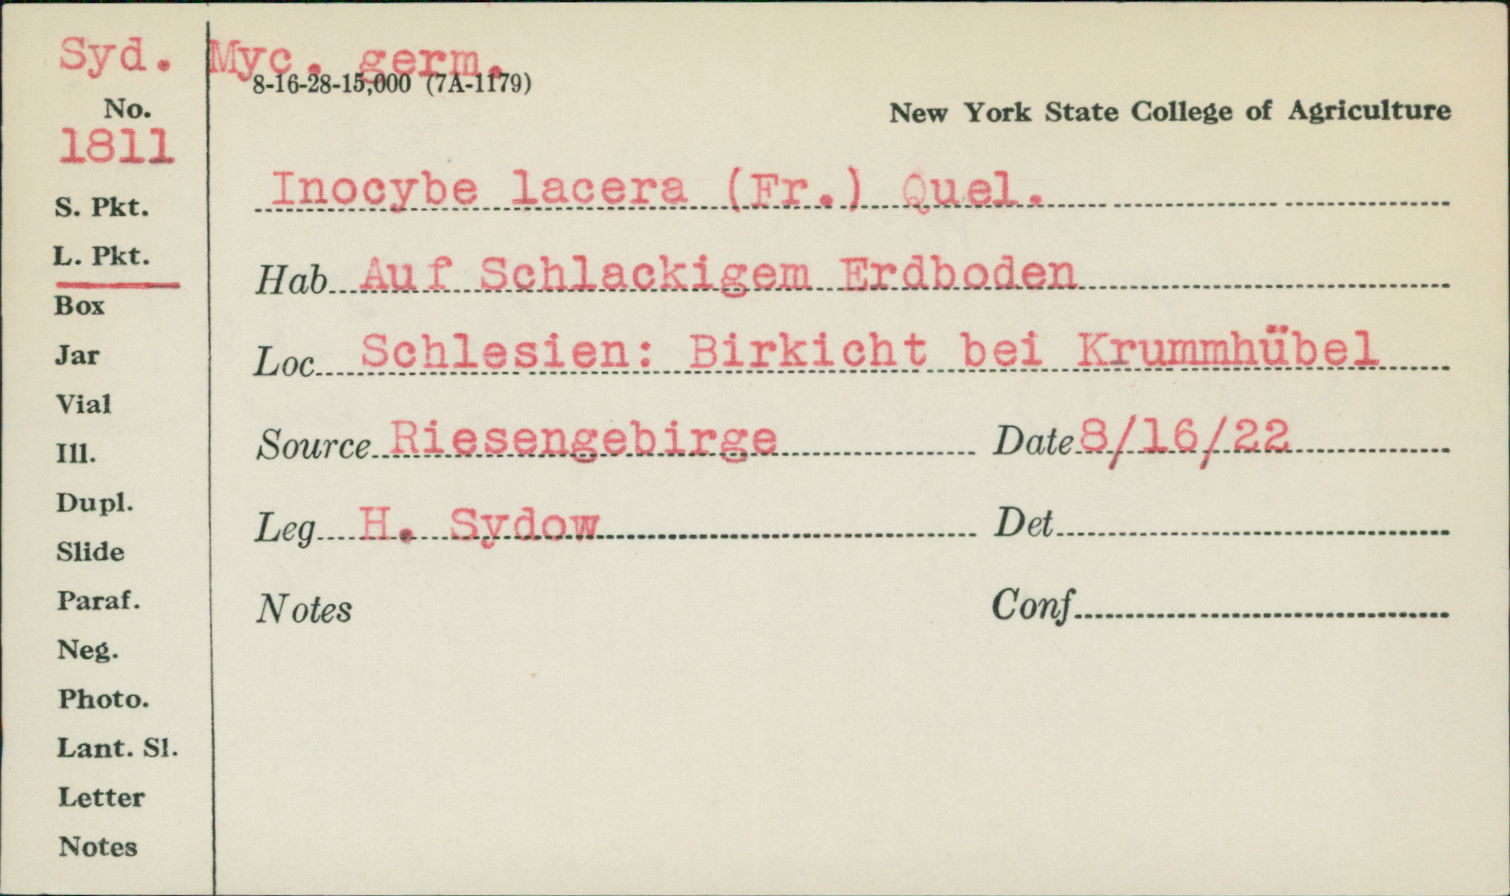 Syd. Myc. germ.
8-16-28-15,000 (7A-1179)
No.
1811
New York State College of Agriculture
S. Pkt.
L. Pkt.
Box
Jar
Vial
Ill.
Dupl.
Slide
Paraf.
Neg.
Photo.
Lant. Sl.
Letter
Notes
Inocybe lacera (Fr.) Quel.
Hab Auf Schlackigem Erdboden
Loc Schlesien: Birkicht bei Krummhübel
Source Riesengebirge Date 8/16/22
Leg H. Sydow Det
Notes Conf